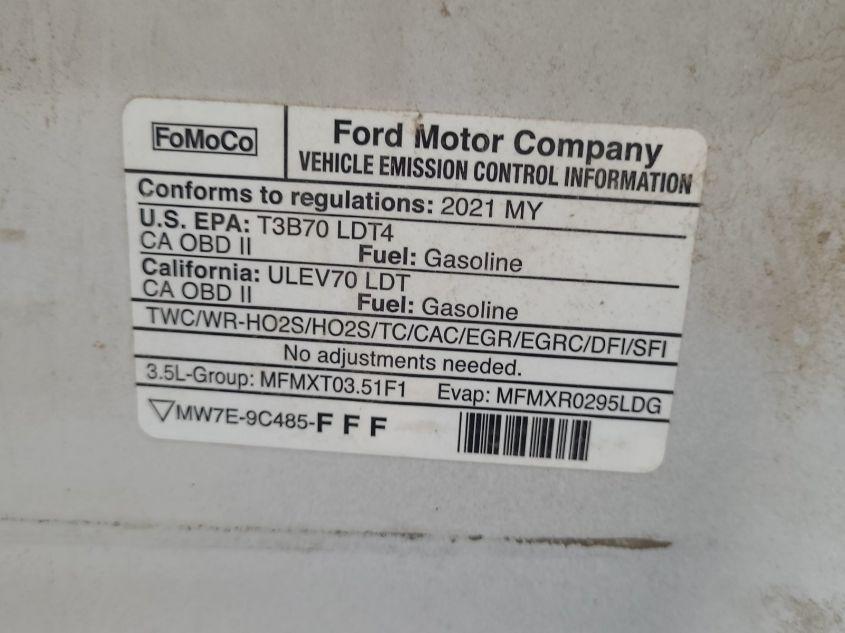 FoMoCo
Ford Motor Company
VEHICLE EMISSION CONTROL INFORMATION
Conforms to regulations: 2021 MY
U.S. EPA: T3B70 LDT4
CA OBD II Fuel: Gasoline
California: ULEV70 LDT
CA OBD II Fuel: Gasoline
TWC/WR-HO2S/HO2S/TC/CAC/EGR/EGRC/DFI/SFI
No adjustments needed.
3.5L-Group: MFMXT03.51F1 Evap: MFMXR0295LDG
MW7E-9C485-F F F